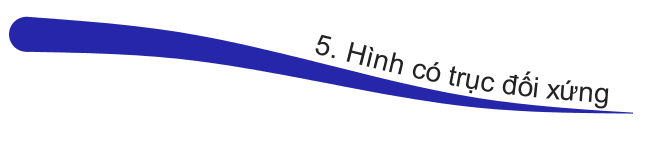 5. Hình có trục đối xứng